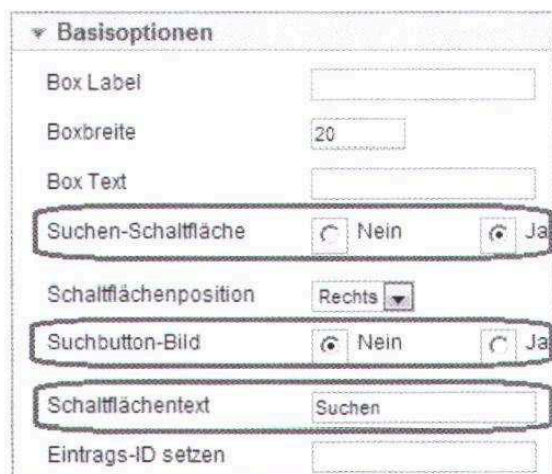 Basisoptionen
Box Label
Boxbreite 20
Box Text
Suchen-Schaltfläche Nein Ja
Schaltflächenposition Rechts
Suchbutton-Bild Nein Ja
Schaltflächentext Suchen
Eintrags-ID setzen